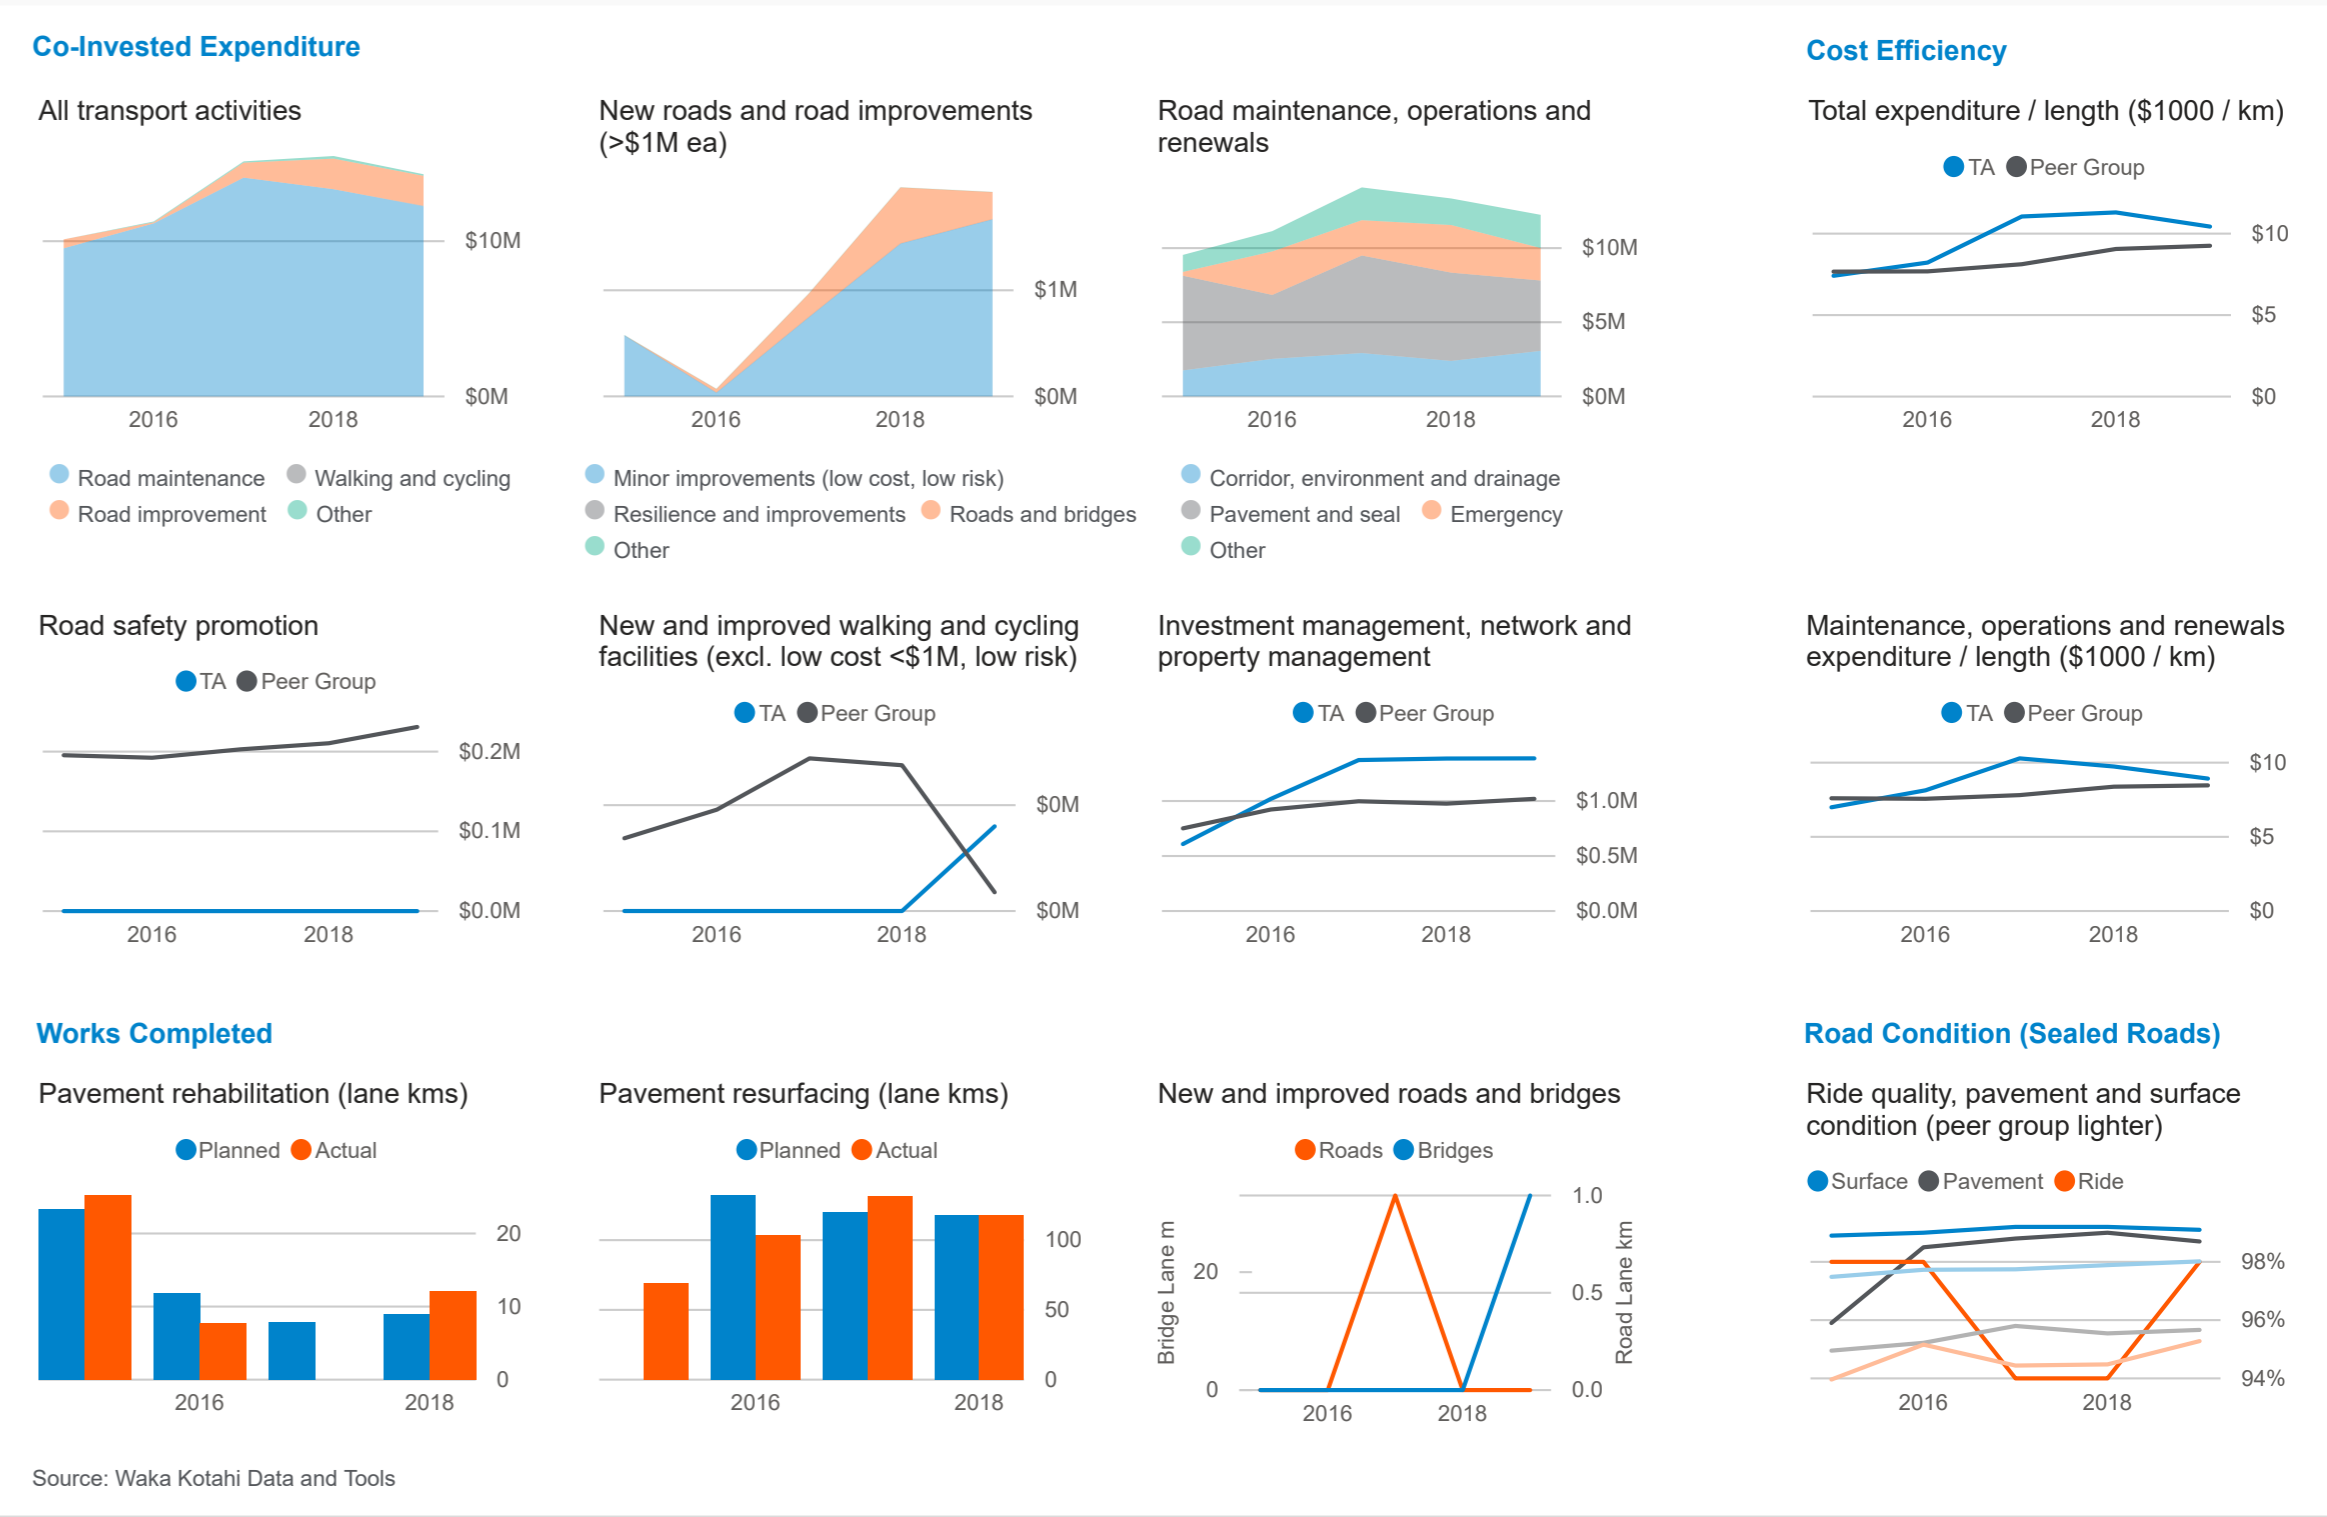 Co-Invested Expenditure
Cost Efficiency
All transport activities
$10M
$0M
2016 2018
Road maintenance Walking and cycling
Road improvement Other
New roads and road improvements
(>$1M ea)
$1M
$0M
2016 2018
Minor improvements (low cost, low risk)
Resilience and improvements Roads and bridges
Other
Road maintenance, operations and
renewals
$10M
$5M
$0M
2016 2018
Corridor, environment and drainage
Pavement and seal Emergency
Other
Total expenditure / length ($1000 / km)
TA Peer Group
$10
$5
$0
2016 2018
Road safety promotion
TA Peer Group
$0.2M
$0.1M
$0.0M
2016 2018
New and improved walking and cycling
facilities (excl. low cost <$1M, low risk)
TA Peer Group
$0M
$0M
2016 2018
Investment management, network and
property management
TA Peer Group
$1.0M
$0.5M
$0.0M
2016 2018
Maintenance, operations and renewals
expenditure / length ($1000 / km)
TA Peer Group
$10
$5
$0
2016 2018
Works Completed
Road Condition (Sealed Roads)
Pavement rehabilitation (lane kms)
Planned Actual
20
10
0
2016 2018
Pavement resurfacing (lane kms)
Planned Actual
100
50
0
2016 2018
New and improved roads and bridges
Roads Bridges
Bridge Lane m
20
0
1.0
0.5
0.0
Road Lane km
2016 2018
Ride quality, pavement and surface
condition (peer group lighter)
Surface Pavement Ride
98%
96%
94%
2016 2018
Source: Waka Kotahi Data and Tools